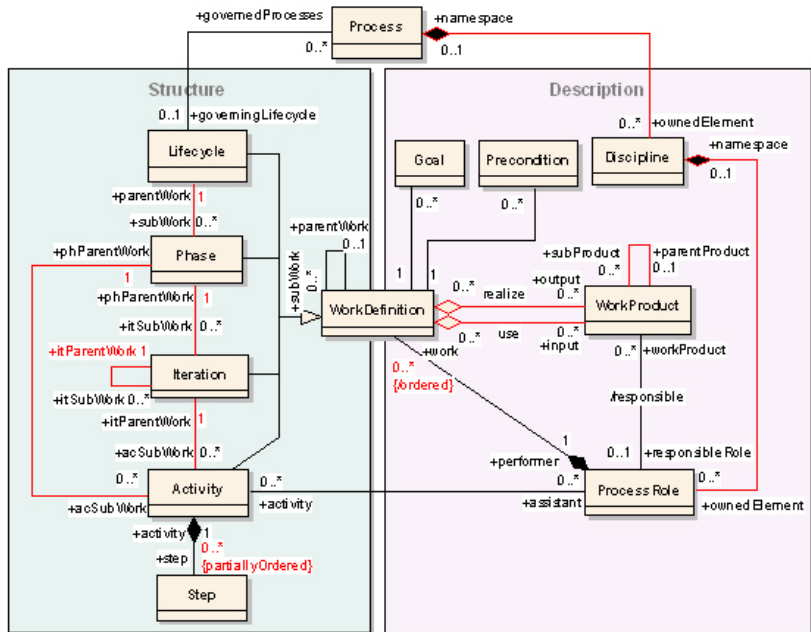 +governedProcesses
Process
+namespace
0..*
0..1
Structure
Description
0..1
+governingLifecycle
0..*
+ownedElement
Lifecycle
Goal
Precondition
Discipline
+namespace
0..1
+parentWork 1
0..*
0..*
+subWork 0..*
+parentWork
0..1
+phParentWork
Phase
+subProduct
0..*
+parentProduct
0..1
1
+subWork
0..*
1
1
+phParentWork 1
0..*
+output
0..*
realize
WorkDefinition
WorkProduct
+itSubWork 0..*
0..*
use
0..*
+input
+work
0..*
+workProduct
+itParentWork 1
0..*
{/ordered}
Iteration
/responsible
+itSubWork 0..*
+itParentWork 1
+acSubWork 0..*
1
+performer
0..1
+responsibleRole
0..*
Activity
0..*
0..*
ProcessRole
0..*
+acSubWork
+activity
+assistant
+ownedElement
+activity
1
0..*
+step
{partiallyOrdered}
Step